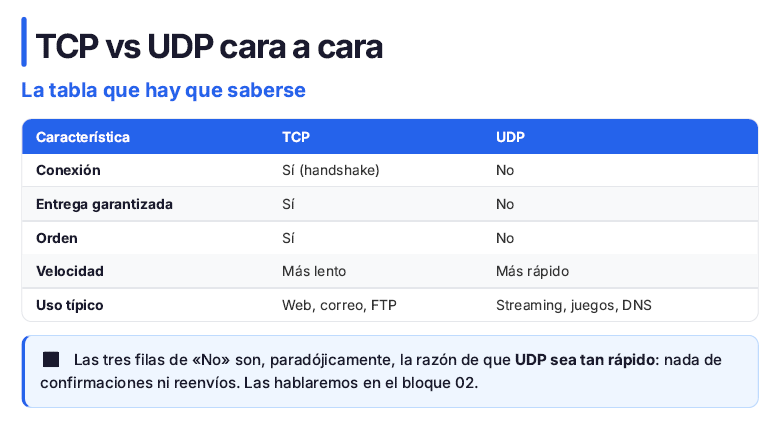 TCP vs UDP cara a cara
La tabla que hay que saberse
Característica TCP UDP
Conexión Sí (handshake) No
Entrega garantizada Sí No
Orden Sí No
Velocidad Más lento Más rápido
Uso típico Web, correo, FTP Streaming, juegos, DNS
Las tres filas de «No» son, paradójicamente, la razón de que UDP sea tan rápido: nada de
confirmaciones ni reenvíos. Las hablaremos en el bloque 02.